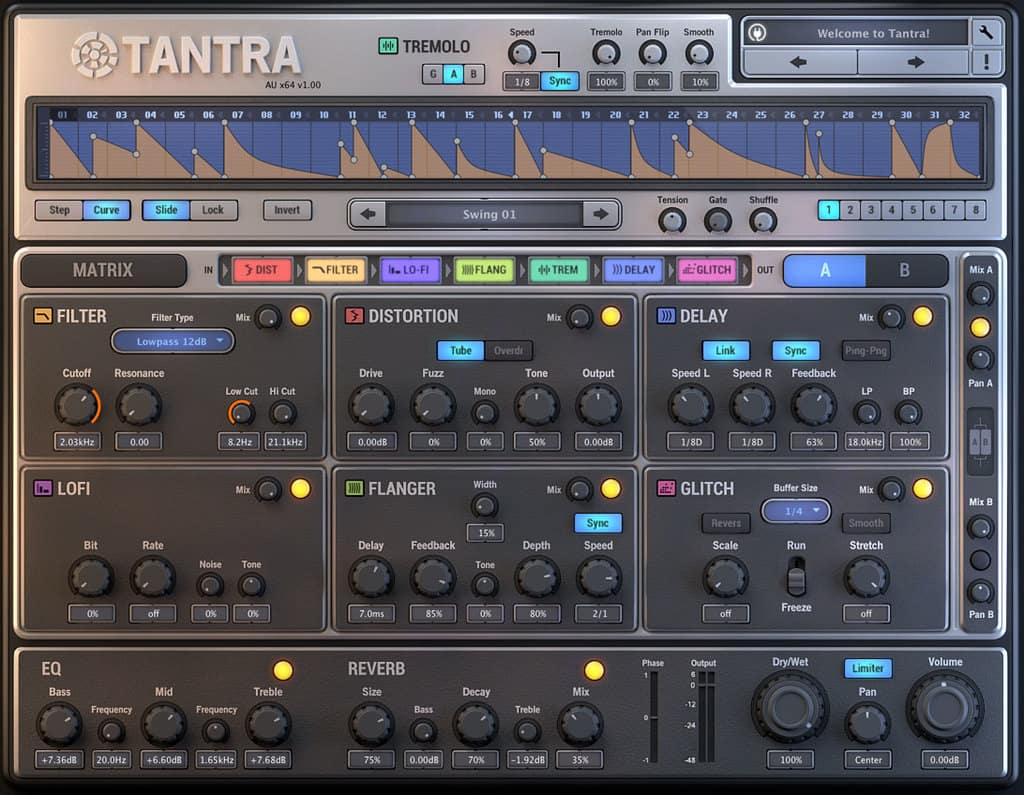 TANTRA
AU x64 v1.00
TREMOLO
G A B
Speed
1/8 Sync
Tremolo Pan Flip Smooth
100% 0% 10%
Welcome to Tantra!
!
01 02 03 04 05 06 07 08 09 10 11 12 13 14 15 16 17 18 19 20 21 22 23 24 25 26 27 28 29 30 31 32
Step Curve Slide Lock Invert
Swing 01
Tension Gate Shuffle
1 2 3 4 5 6 7 8
MATRIX
IN DIST FILTER LO-FI FLANG TREM DELAY GLITCH OUT
A B
FILTER
Filter Type
Lowpass 12dB
Mix
Cutoff Resonance
Low Cut Hi Cut
2.03kHz 0.00 8.2Hz 21.1kHz
DISTORTION
Mix
Tube Overdr
Drive Fuzz Mono Tone Output
0.00dB 0% 0% 50% 0.00dB
DELAY
Mix
Link Sync Ping-Png
Speed L Speed R Feedback LP BP
1/8D 1/8D 63% 18.0kHz 100%
LOFI
Mix
Bit Rate Noise Tone
0% off 0% 0%
FLANGER
Width
15%
Mix
Sync
Delay Feedback Tone Depth Speed
7.0ms 85% 0% 80% 2/1
GLITCH
Buffer Size
1/4
Mix
Revers Smooth
Scale Run Stretch
Freeze
off off
Mix A
Pan A
A B
Mix B
Pan B
EQ
Bass Frequency Mid Frequency Treble
+7.36dB 20.0Hz +6.60dB 1.65kHz +7.68dB
REVERB
Size Bass Decay Treble Mix
75% 0.00dB 70% -1.92dB 35%
Phase
1
0
-1
Output
6
0
-12
-24
-48
Dry/Wet
100%
Limiter
Pan
Center
Volume
0.00dB